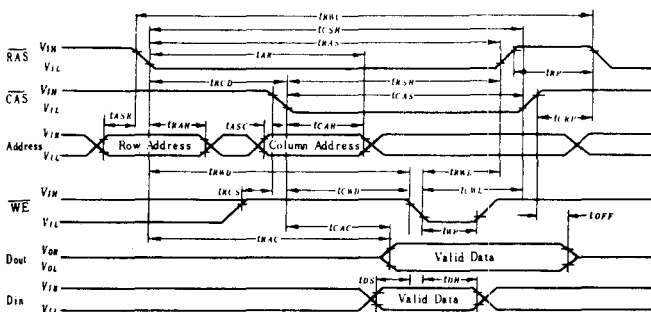 tRWL
tCSH
tRAS
tAR
RAS VIH
VIL
tRCD tRSH tRP
CAS VIH
VIL
tCAS
tASR tRAH tASC tCAH tCRP
Address VIH
VIL
Row Address Column Address
tRWD tRWL
tRCS tCWD tCWL
WE VIH
VIL
tCAC tWP tOFF
tRAC
Dout VOH
VOL
Valid Data
tDS tDH
Din VIH
VIL
Valid Data